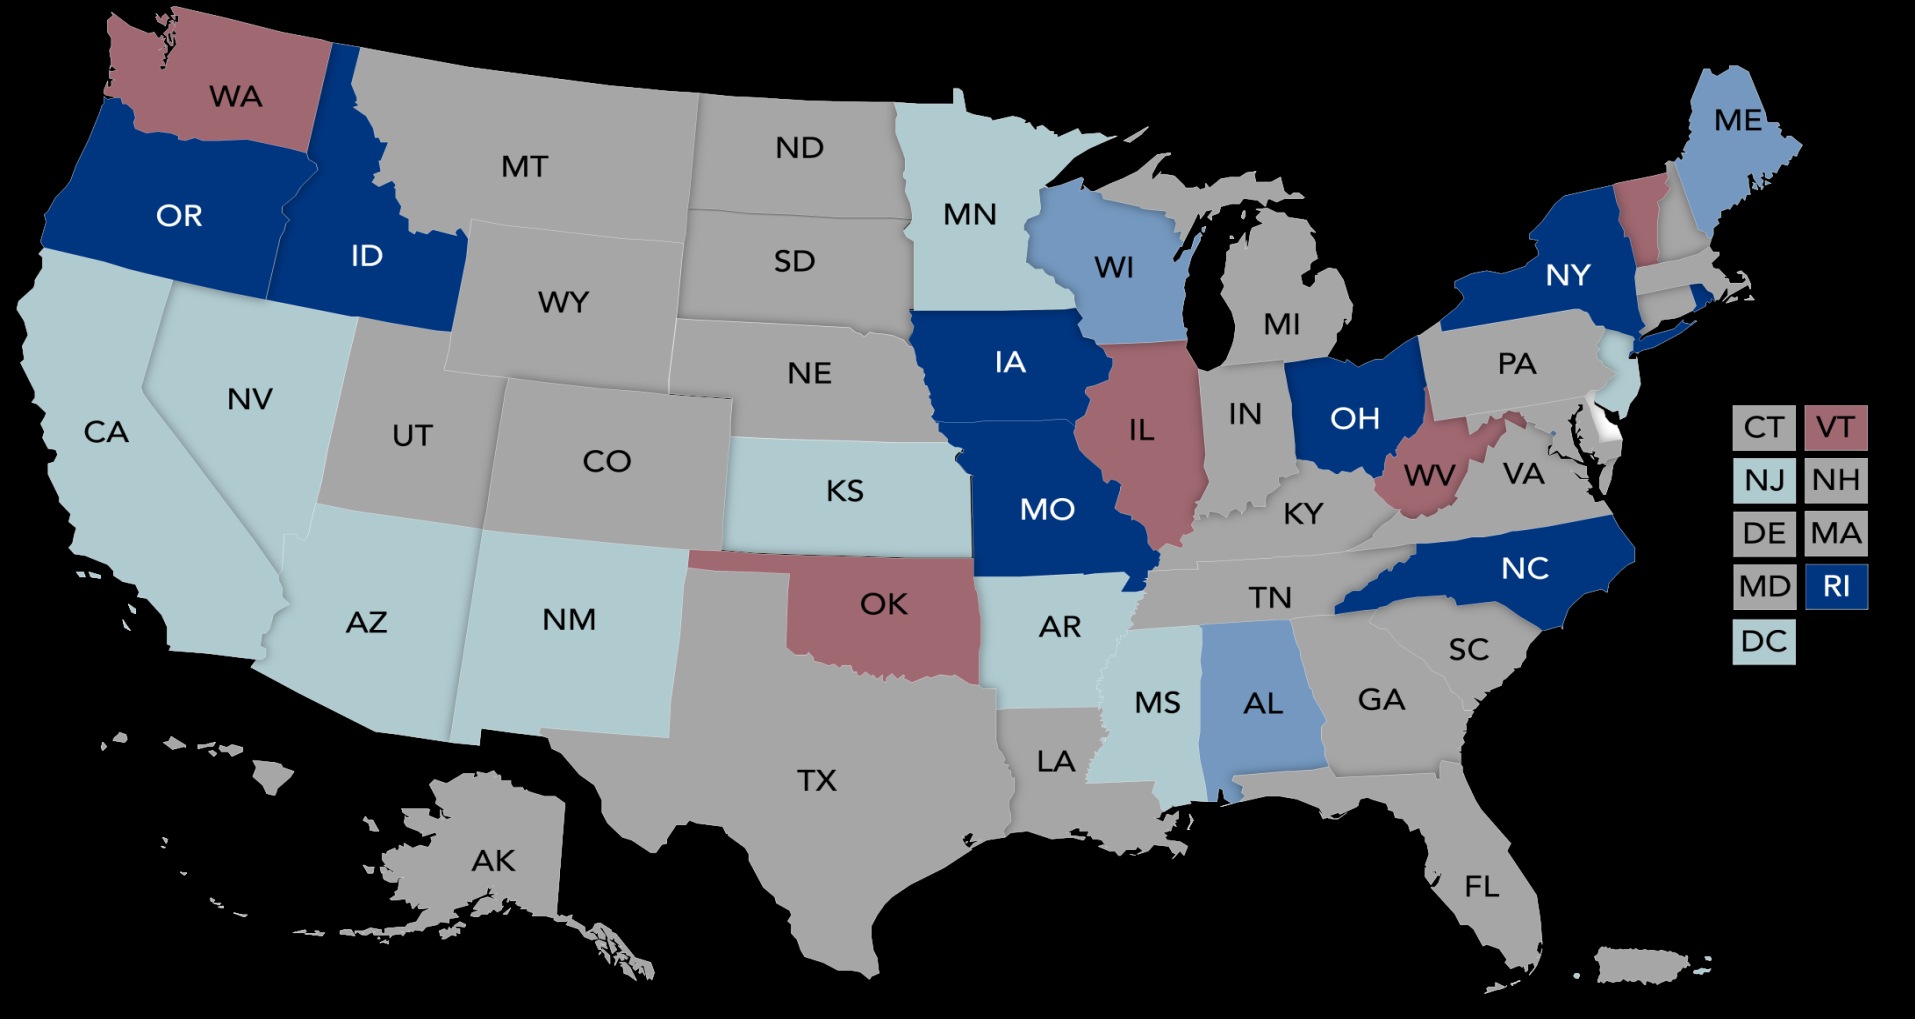 WA
ME
ND
MT
MN
OR
ID
SD
WI
NY
WY
MI
IA
PA
NE
NV
OH
IN
CA
IL
UT
CO
WV
VA
KS
MO
KY
NC
TN
OK
AZ
NM
AR
SC
MS
AL
GA
LA
TX
AK
FL
CT VT
NJ NH
DE MA
MD RI
DC